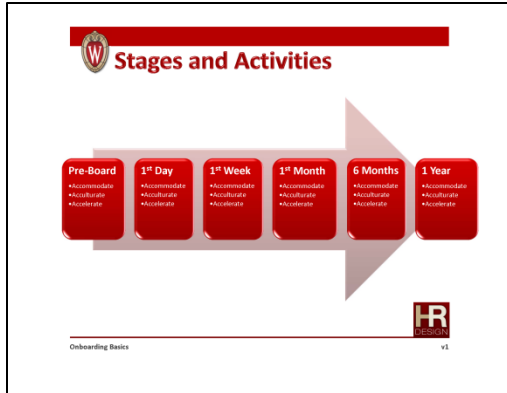 W
Stages and Activities
Pre-Board
•Accommodate
•Acculturate
•Accelerate
1st Day
•Accommodate
•Acculturate
•Accelerate
1st Week
•Accommodate
•Acculturate
•Accelerate
1st Month
•Accommodate
•Acculturate
•Accelerate
6 Months
•Accommodate
•Acculturate
•Accelerate
1 Year
•Accommodate
•Acculturate
•Accelerate
HR
DESIGN
Onboarding Basics
v1